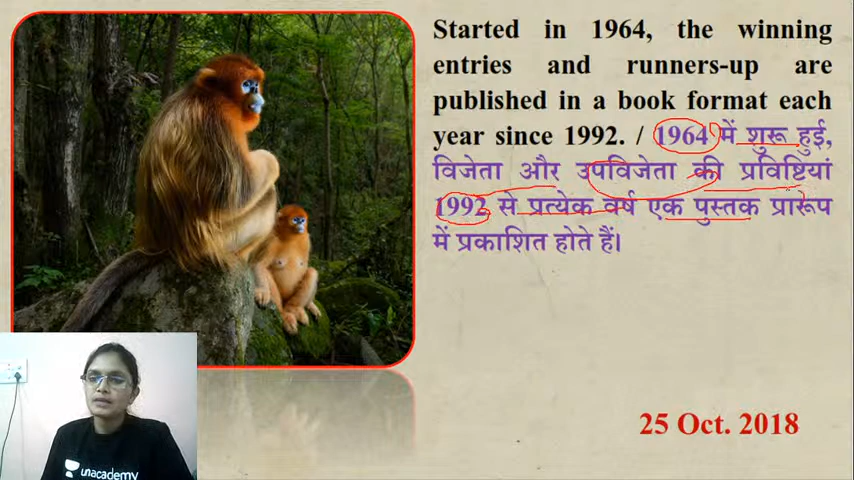 Started in 1964, the winning
entries and runners-up are
published in a book format each
year since 1992. / 1964 में शुरू हुई,
विजेता और उपविजेता की प्रविष्टियां
1992 से प्रत्येक वर्ष एक पुस्तक प्रारूप
में प्रकाशित होते हैं।
25 Oct. 2018
unacademy